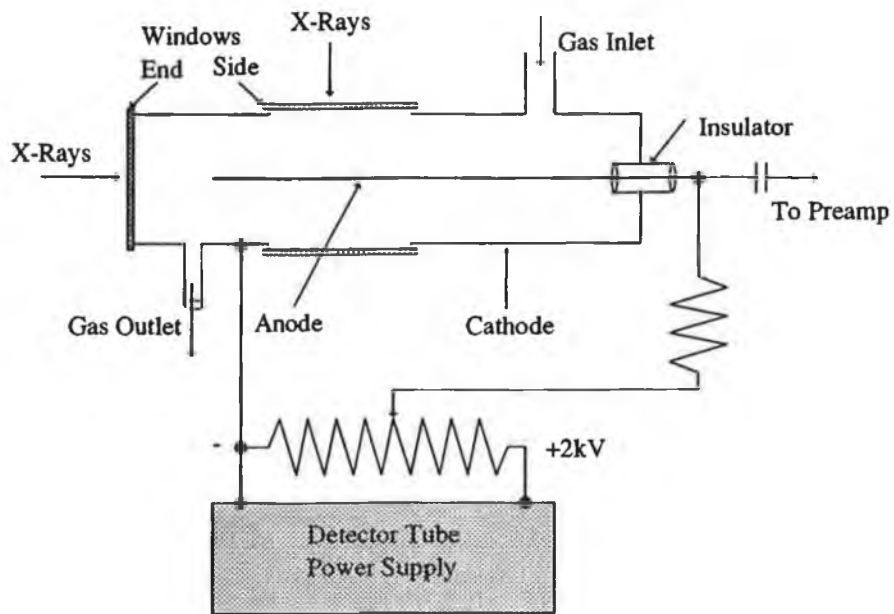 X-Rays
Windows
End
Side
Gas Inlet
Insulator
X-Rays
To Preamp
Gas Outlet
Anode
Cathode
-
+2kV
Detector Tube
Power Supply